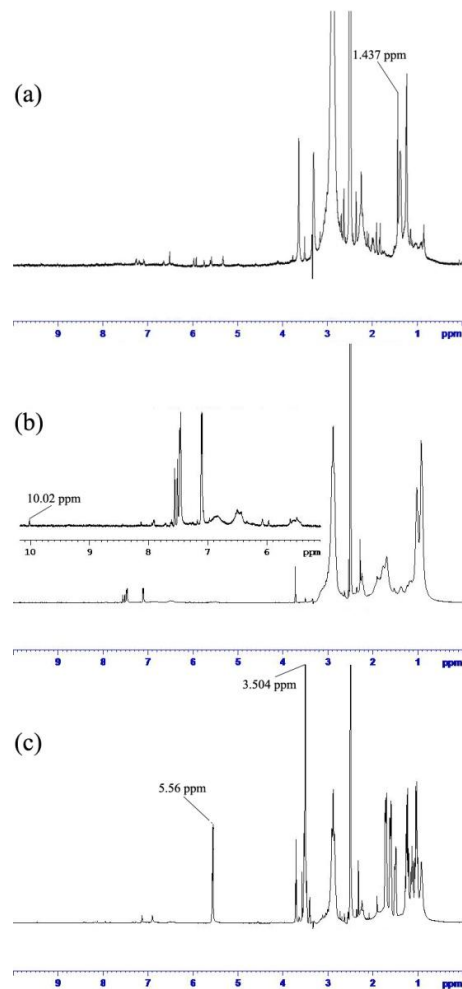 (a)
1.437 ppm
9 8 7 6 5 4 3 2 1 ppm
(b)
10.02 ppm
10 9 8 7 6 ppm
9 8 7 6 5 4 3 2 1 ppm
3.504 ppm
(c)
5.56 ppm
9 8 7 6 5 4 3 2 1 ppm